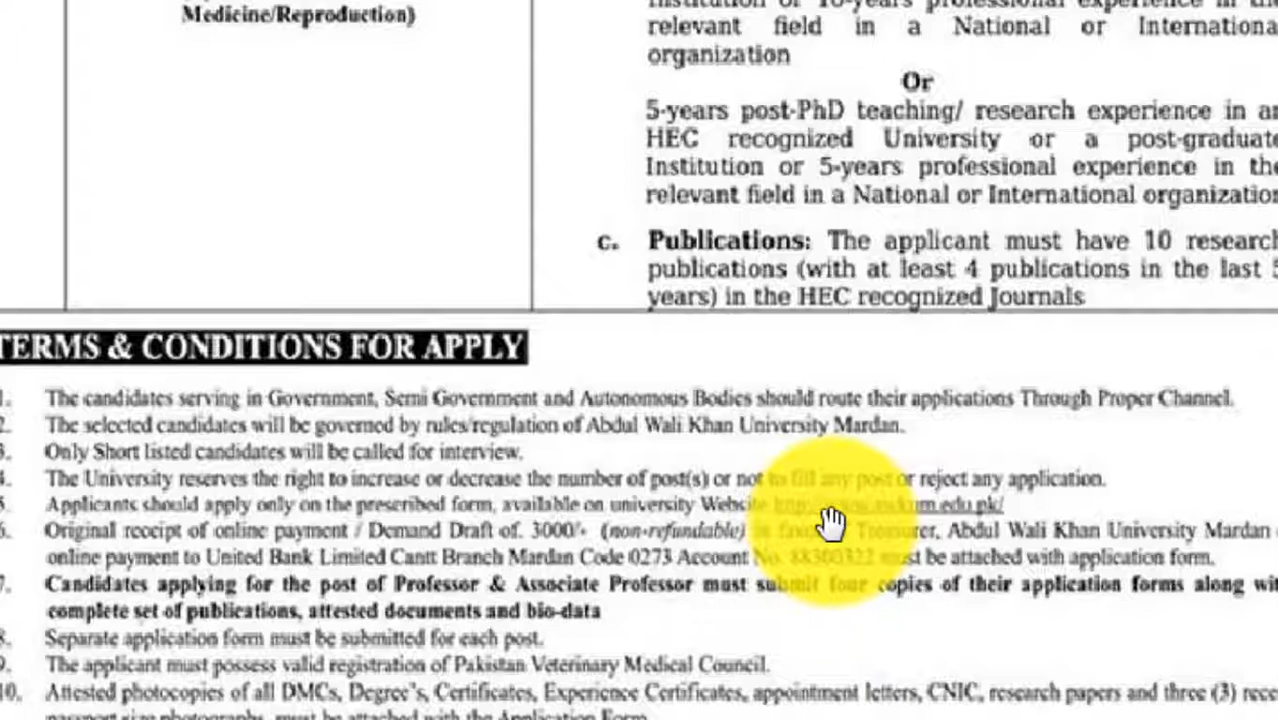 Medicine/Reproduction)
relevant field in a National or Internationa
organization
Or
5-years post-PhD teaching/ research experience in an
HEC recognized University or a post-graduate
Institution or 5-years professional experience in the
relevant field in a National or International organization
c. Publications: The applicant must have 10 research
publications (with at least 4 publications in the last 5
years) in the HEC recognized Journals
TERMS & CONDITIONS FOR APPLY
1. The candidates serving in Government, Semi Government and Autonomous Bodies should route their applications Through Proper Channel.
2. The selected candidates will be governed by rules/regulation of Abdul Wali Khan University Mardan.
3. Only Short listed candidates will be called for interview.
4. The University reserves the right to increase or decrease the number of post(s) or not to fill any post or reject any application.
5. Applicants should apply only on the prescribed form, available on university Website
6. Original receipt of online payment / Demand Draft of. 3000/- (non-refundable) in Treasurer, Abdul Wali Khan University Mardan
online payment to United Bank Limited Cantt Branch Mardan Code 0273 Account No. 88300322 must be attached with application form.
7. Candidates applying for the post of Professor & Associate Professor must submit four copies of their application forms along wit
complete set of publications, attested documents and bio-data
8. Separate application form must be submitted for each post.
9. The applicant must possess valid registration of Pakistan Veterinary Medical Council.
10. Attested photocopies of all DMCs, Degree's, Certificates, Experience Certificates, appointment letters, CNIC, research papers and three (3) rece
passport size photographs, must be attached with the Application Form.